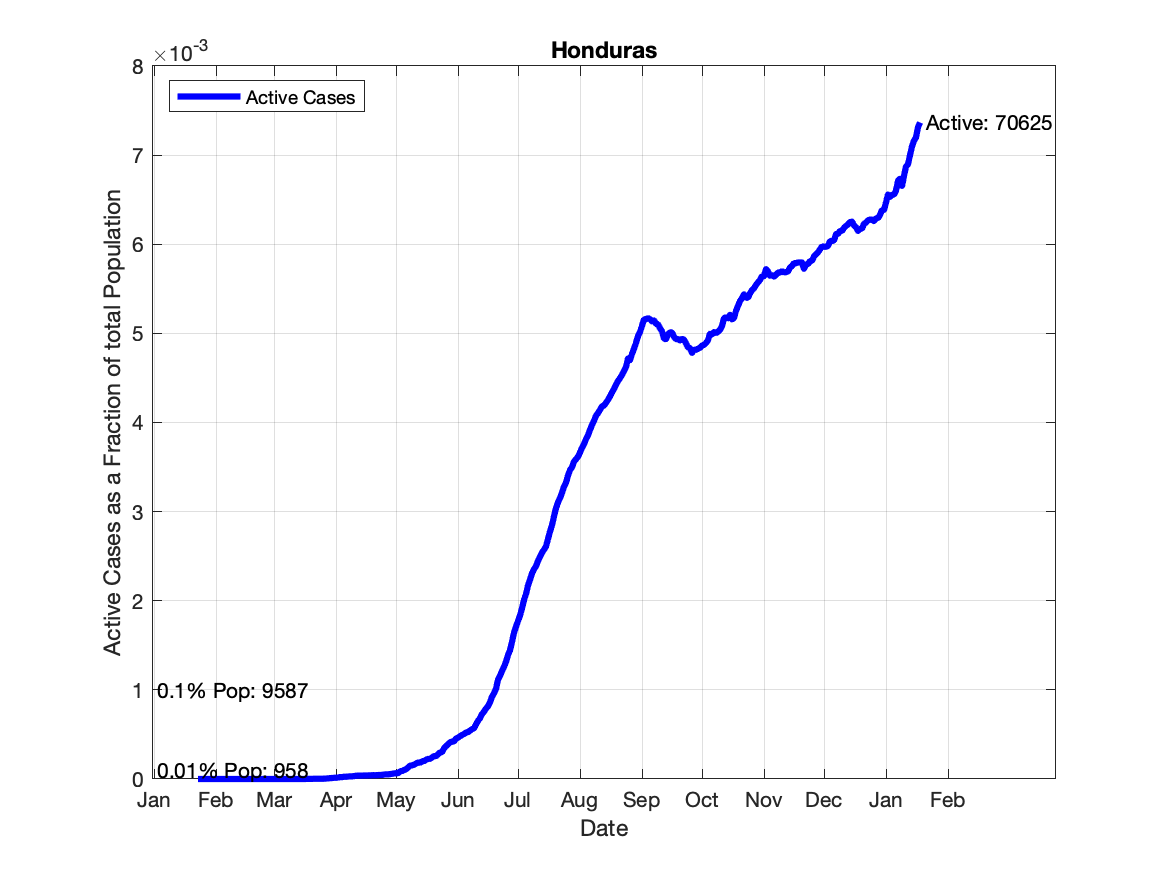 Honduras
×10-3
Active Cases
Active: 70625
8
7
6
5
4
3
2
1
0
Active Cases as a Fraction of total Population
0.1% Pop: 9587
0.01% Pop: 958
Jan Feb Mar Apr May Jun Jul Aug Sep Oct Nov Dec Jan Feb
Date